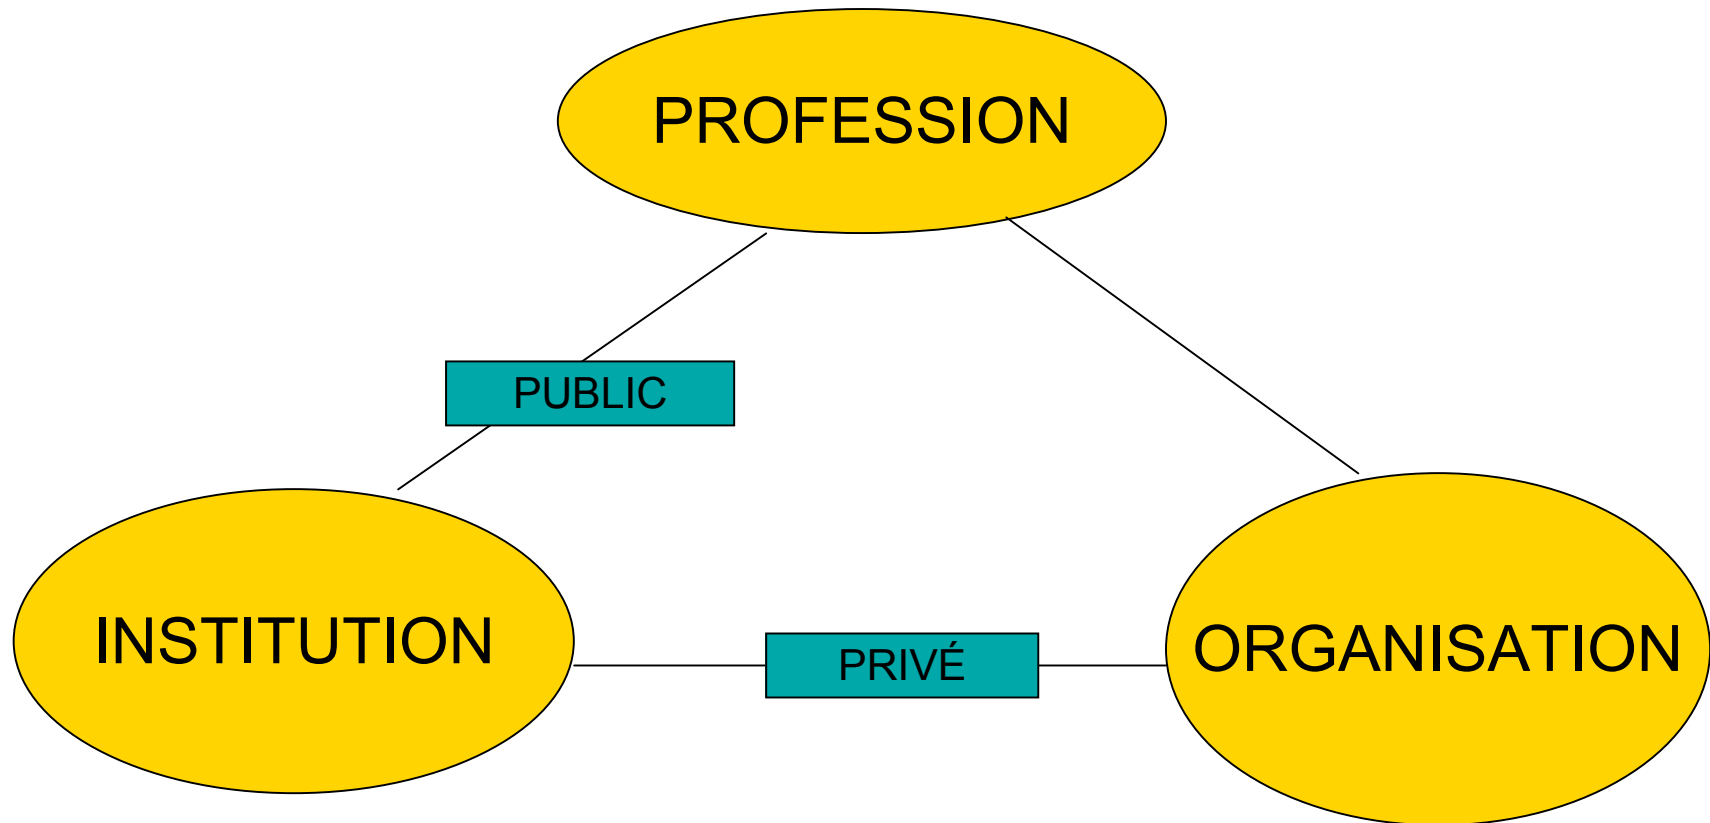 PROFESSION
PUBLIC
INSTITUTION
PRIVÉ
ORGANISATION